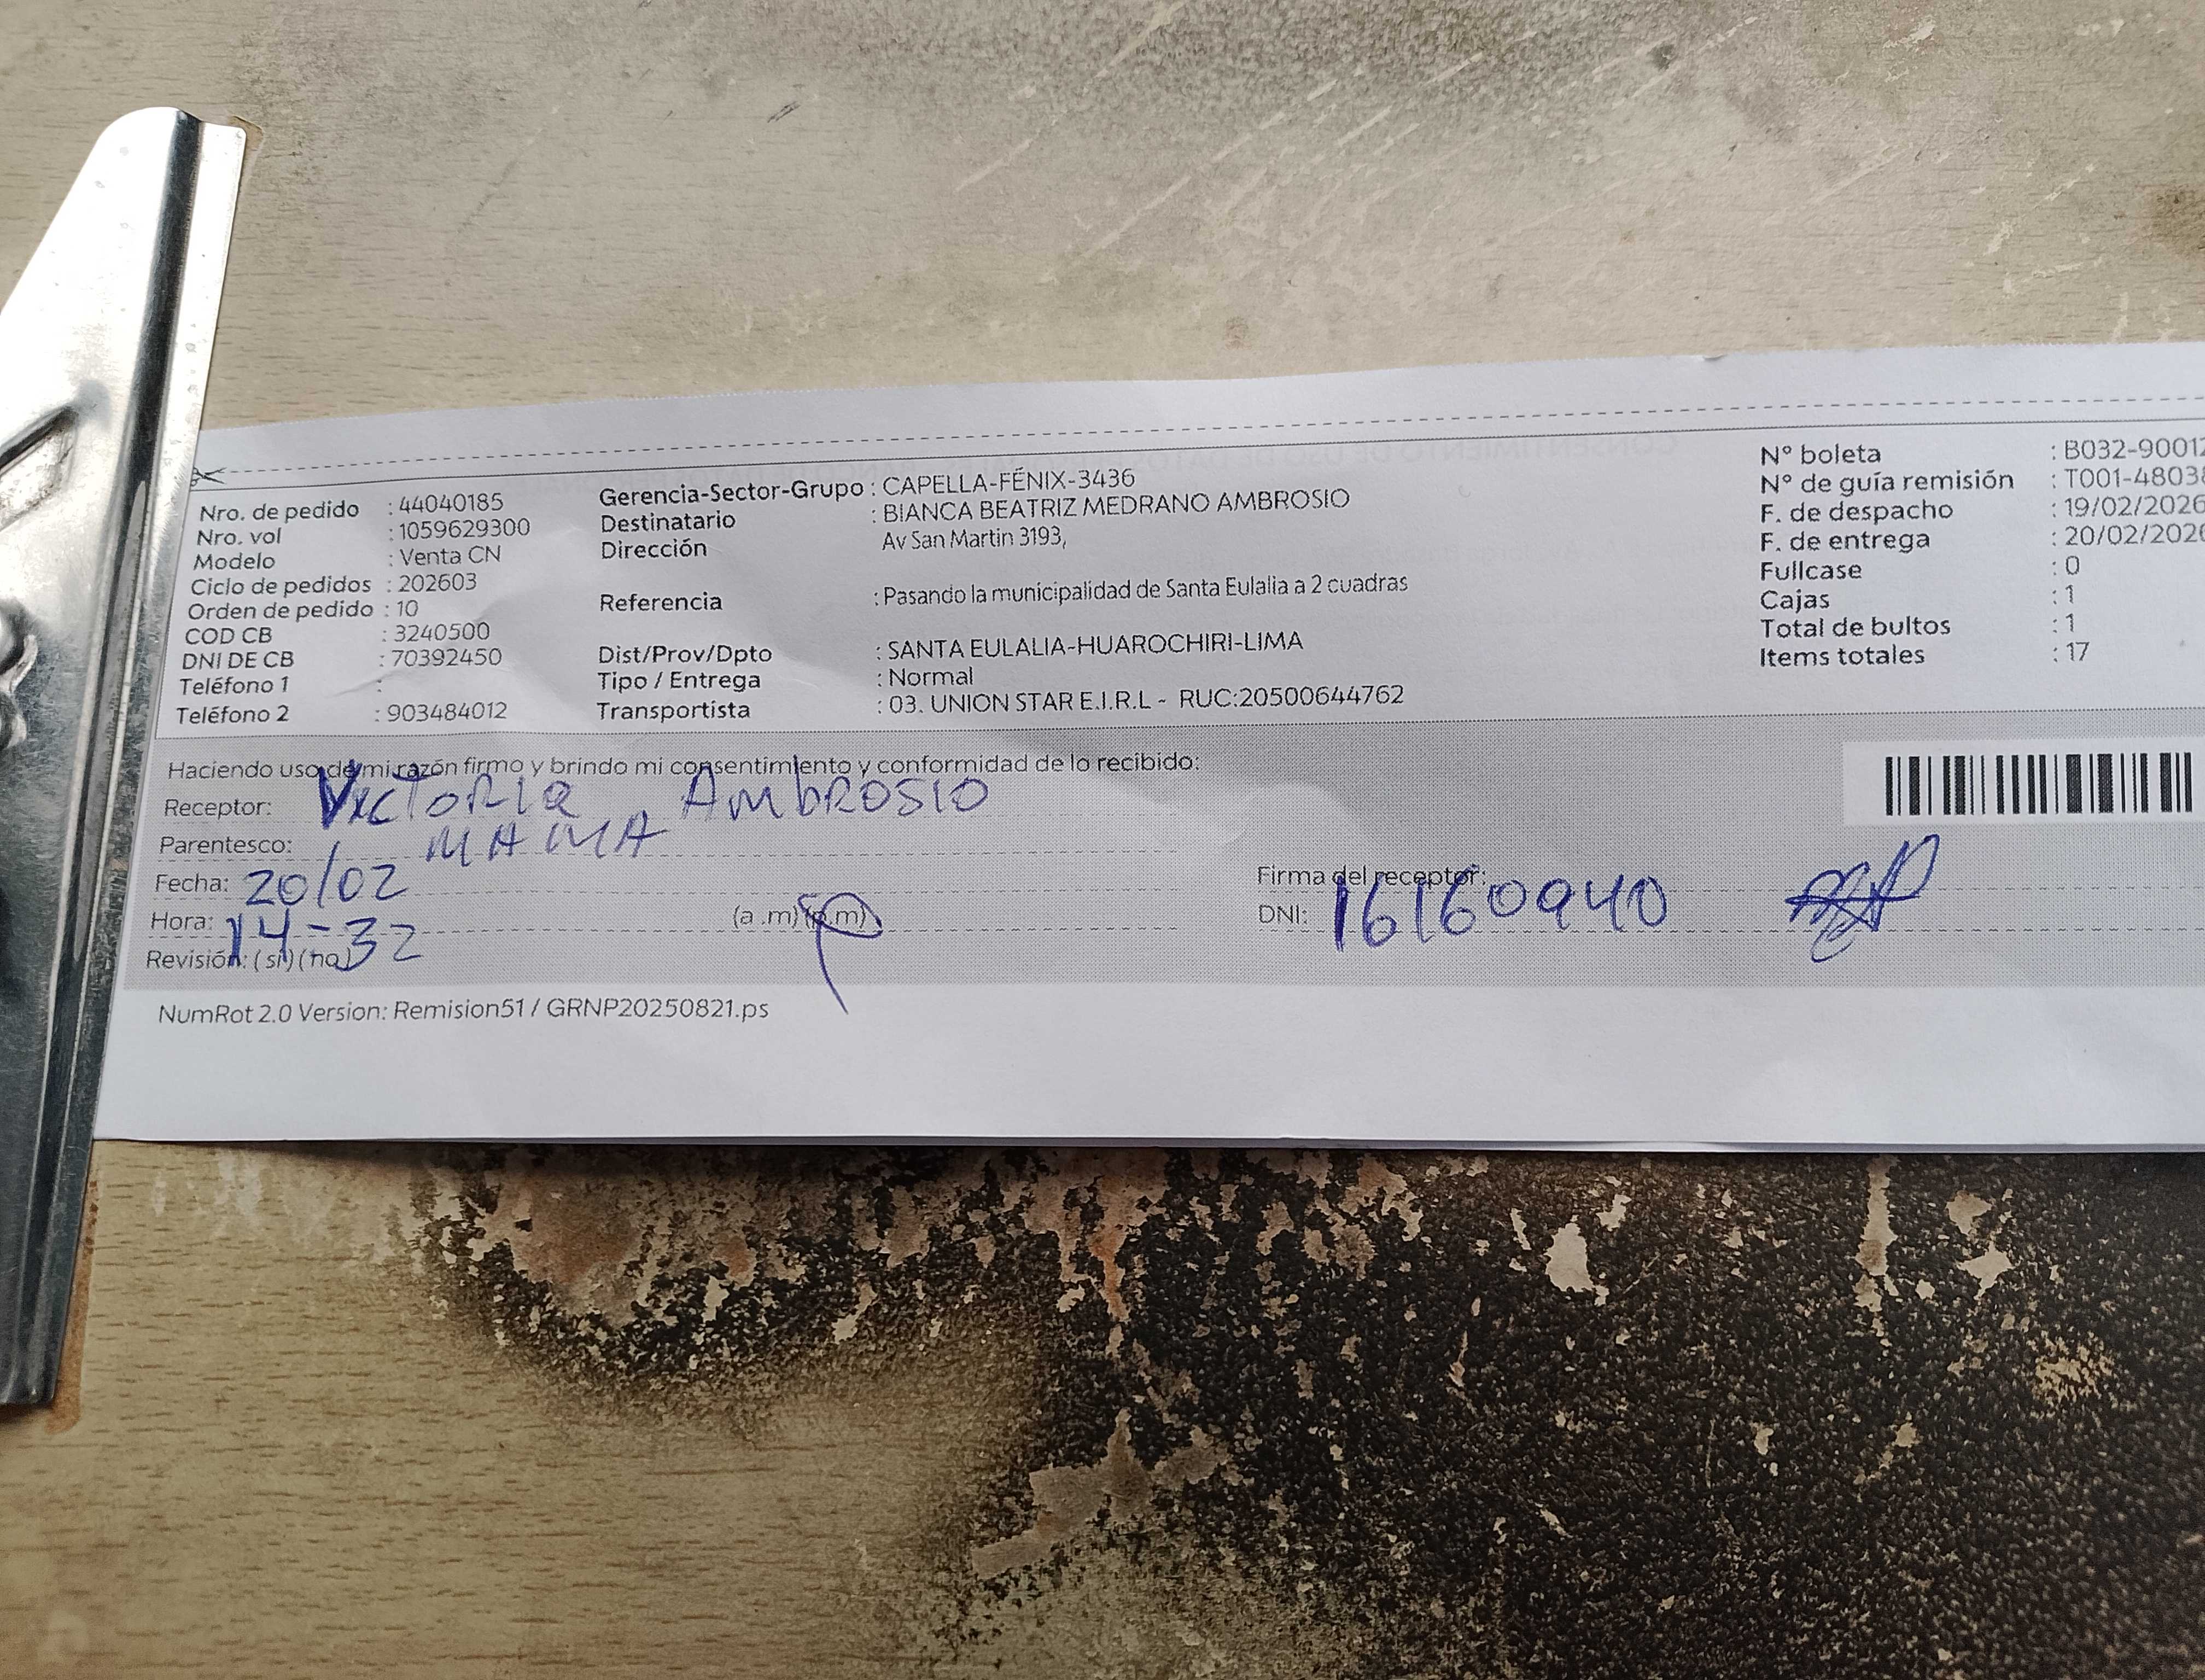 Nro. de pedido : 44040185
Nro. vol : 1059629300
Modelo : Venta CN
Ciclo de pedidos : 202603
Orden de pedido : 10
COD CB : 3240500
DNI DE CB : 70392450
Teléfono 1 :
Teléfono 2 : 903484012
Gerencia-Sector-Grupo : CAPELLA-FÉNIX-3436
Destinatario : BIANCA BEATRIZ MEDRANO AMBROSIO
Dirección Av San Martin 3193,
Referencia : Pasando la municipalidad de Santa Eulalia a 2 cuadras
Dist/Prov/Dpto : SANTA EULALIA-HUAROCHIRI-LIMA
Tipo / Entrega : Normal
Transportista : 03. UNION STAR E.I.R.L - RUC:20500644762
N° boleta : B032-90012
N° de guía remisión : T001-48038
F. de despacho : 19/02/2026
F. de entrega : 20/02/2026
Fullcase : 0
Cajas : 1
Total de bultos : 1
Items totales : 17
Haciendo uso de mi razón firmo y brindo mi consentimiento y conformidad de lo recibido:
Receptor: Victoria Ambrosio
Parentesco: MAMA
Fecha: 20/02
Hora: 14-32 (a .m) (p.m)
Revisión: (si) (no)
Firma del receptor:
DNI: 16160940
NumRot 2.0 Version: Remision51 / GRNP20250821.ps